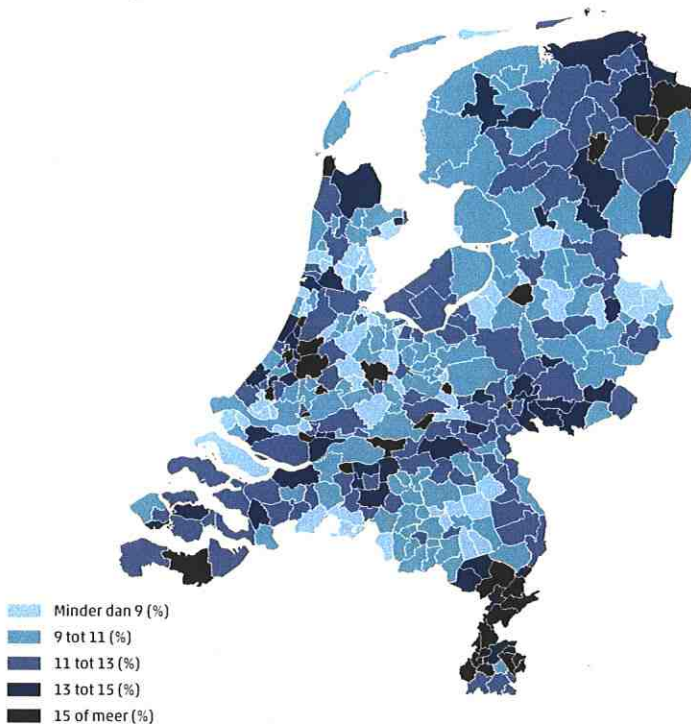 Minder dan 9 (%)
9 tot 11 (%)
11 tot 13 (%)
13 tot 15 (%)
15 of meer (%)